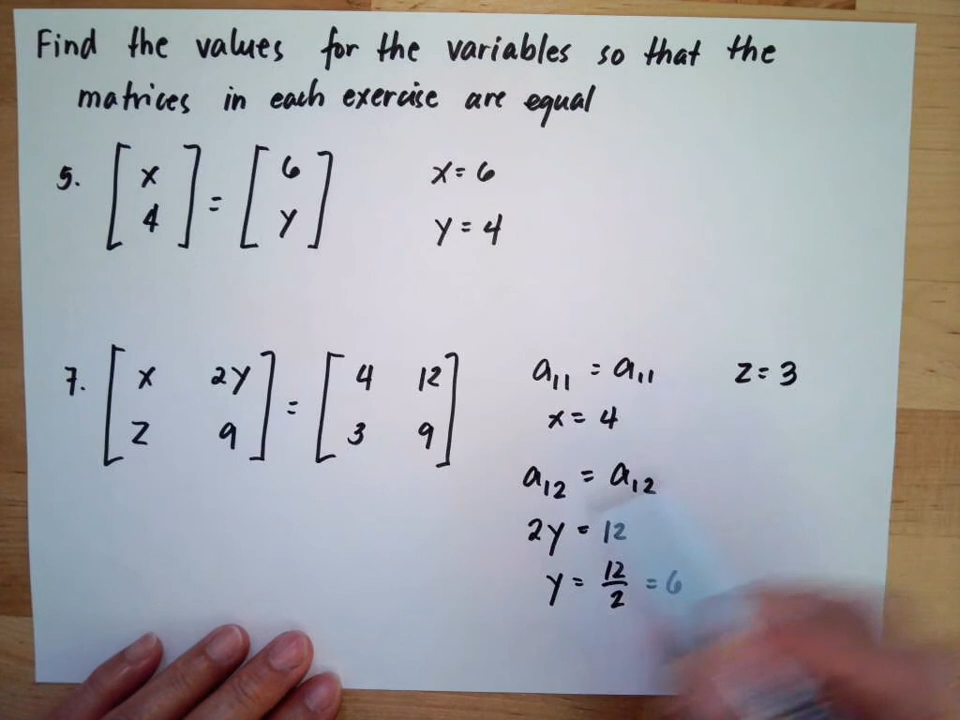 Find the values for the variables so that the
matrices in each exercise are equal
5. [x 4] = [6 y]
x = 6
y = 4
7. [x 2y z 9] = [4 12 3 9]
a₁₁ = a₁₁
x = 4
a₁₂ = a₁₂
2y = 12
y = 12/2 = 6
z = 3